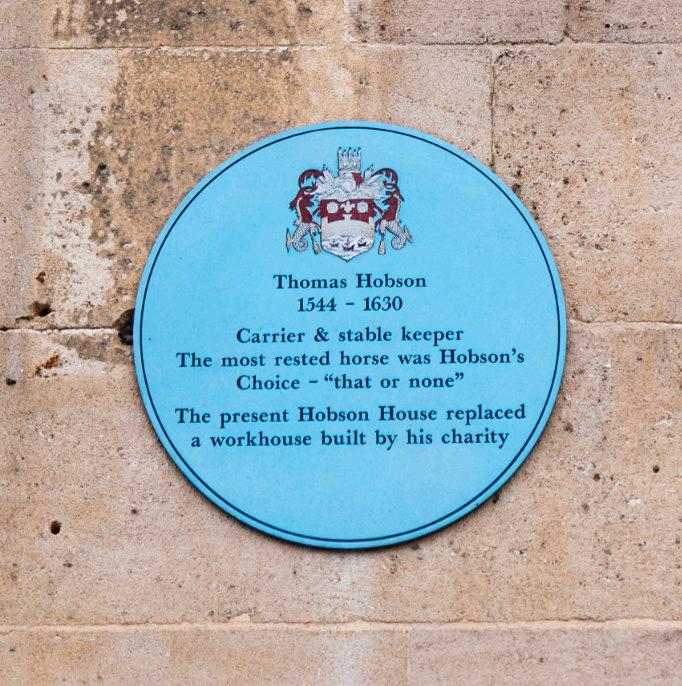 Thomas Hobson
1544 – 1630
Carrier & stable keeper
The most rested horse was Hobson's
Choice – “that or none”
The present Hobson House replaced
a workhouse built by his charity